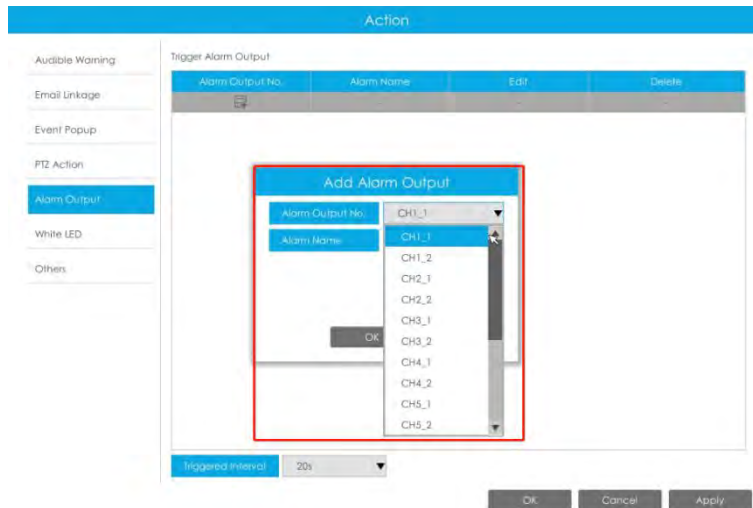 Action
Audible Warning
Email Linkage
Event Popup
PTZ Action
Alarm Output
White LED
Others
Trigger Alarm Output
Alarm Output No. Alarm Name Edit Delete
Add Alarm Output
Alarm Output No. CH1_1
Alarm Name
CH1_1
CH1_2
CH2_1
CH2_2
CH3_1
CH3_2
CH4_1
CH4_2
CH5_1
CH5_2
OK
Triggered Interval 20s
OK Cancel Apply